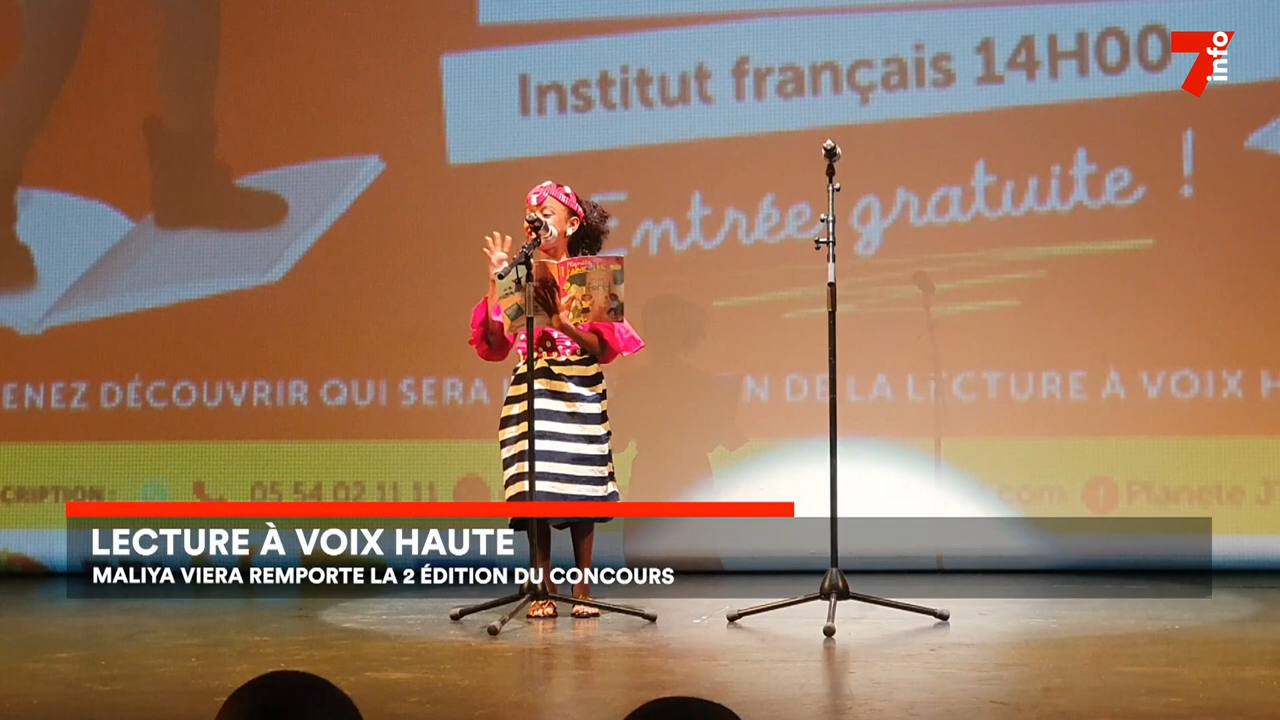 Institut français 14H00
7 info
Entrée gratuite !
ENEZ DÉCOUVRIR QUI SERA
N DE LA LECTURE À VOIX H
CRIPTION: 05 54 02 11 11
.com
Planète J'
LECTURE À VOIX HAUTE
MALIYA VIERA REMPORTE LA 2 ÉDITION DU CONCOURS